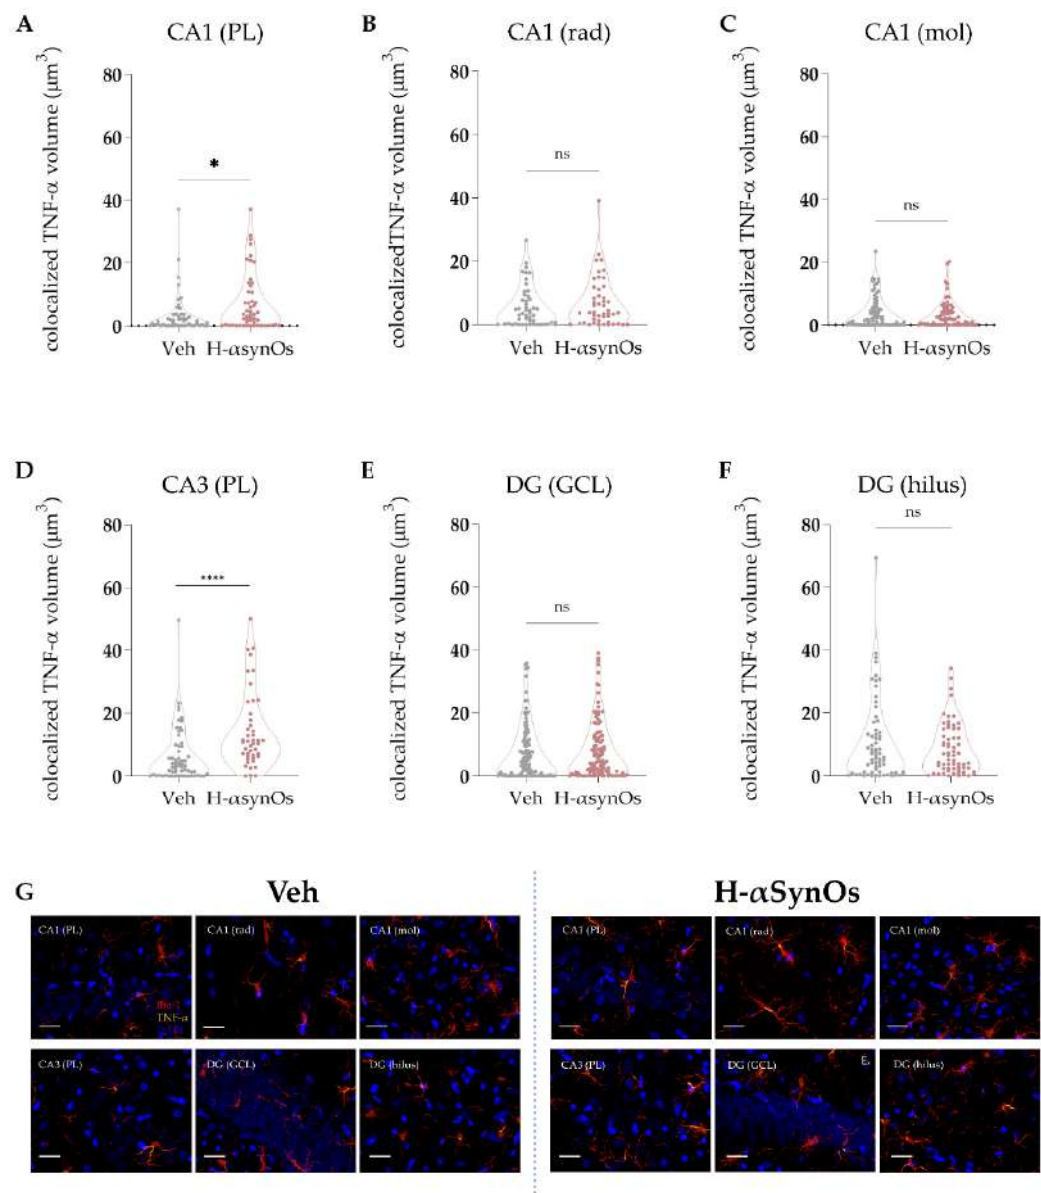 A
CA1 (PL)
colocalized TNF-α volume (μm³)
80
60
40
20
0
*
Veh H-αsynOs
B
CA1 (rad)
colocalizedTNF-α volume (μm³)
80
60
40
20
0
ns
Veh H-αsynOs
C
CA1 (mol)
colocalized TNF-α volume (μm³)
80
60
40
20
0
ns
Veh H-αsynOs
D
CA3 (PL)
colocalized TNF-α volume (μm³)
80
60
40
20
0
****
Veh H-αsynOs
E
DG (GCL)
colocalized TNF-α volume (μm³)
80
60
40
20
0
ns
Veh H-αsynOs
F
DG (hilus)
colocalized TNF-α volume (μm³)
80
60
40
20
0
ns
Veh H-αsynOs
G
Veh
H-αSynOs
CA1 (PL)
TNF-α
CA1 (rad)
CA1 (mol)
CA1 (PL)
CA1 (rad)
CA1 (mol)
CA3 (PL)
DG (GCL)
DG (hilus)
CA3 (PL)
DG (GCL)
E.
DG (hilus)